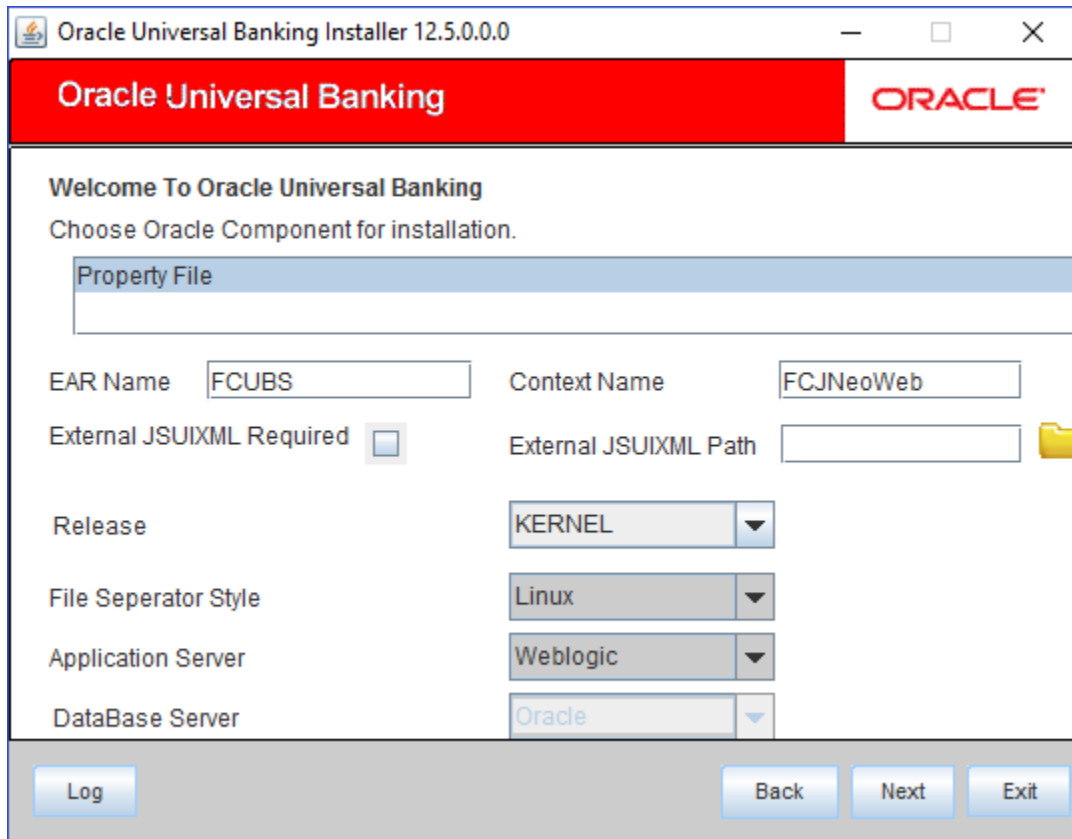 Oracle Universal Banking Installer 12.5.0.0.0
Oracle Universal Banking
ORACLE
Welcome To Oracle Universal Banking
Choose Oracle Component for installation.
Property File
EAR Name FCUBS Context Name FCJNeoWeb
External JSUIXML Required External JSUIXML Path
Release KERNEL
File Seperator Style Linux
Application Server Weblogic
DataBase Server Oracle
Log Back Next Exit